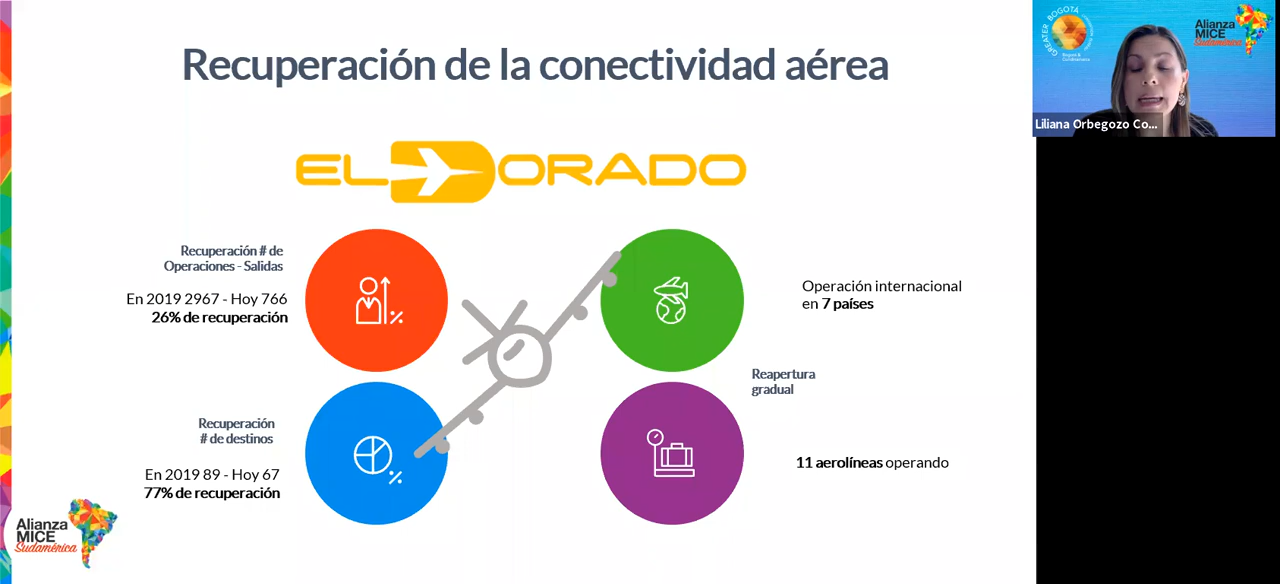 Recuperación de la conectividad aérea
EL DORADO
Recuperación # de
Operaciones - Salidas
En 2019 2967 - Hoy 766
26% de recuperación
Recuperación
# de destinos
En 2019 89 - Hoy 67
77% de recuperación
Operación internacional
en 7 países
Reapertura
gradual
11 aerolíneas operando
Alianza
MICE
Sudamérica
GREATER BOGOTA
Alianza
MICE
Sudamérica
Liliana Orbegozo Co...